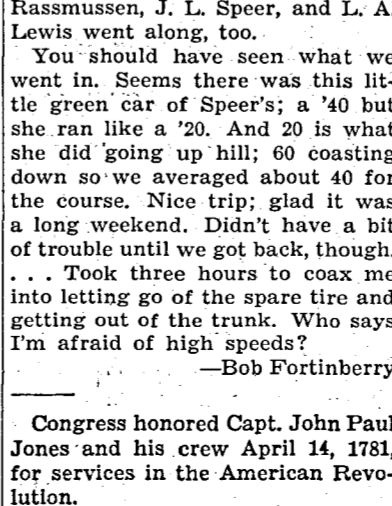 Rassmussen, J. L. Speer, and L. A.
Lewis went along, too.
You should have seen what we
went in. Seems there was this lit-
tle green car of Speer's; a '40 but
she ran like a '20. And 20 is what
she did going up hill; 60 coasting
down so we averaged about 40 for
the course. Nice trip; glad it was
a long weekend. Didn't have a bit
of trouble until we got back, though.
. . . Took three hours to coax me
into letting go of the spare tire and
getting out of the trunk. Who says
I'm afraid of high speeds?
—Bob Fortinberry
Congress honored Capt. John Paul
Jones and his crew April 14, 1781,
for services in the American Revo-
lution.